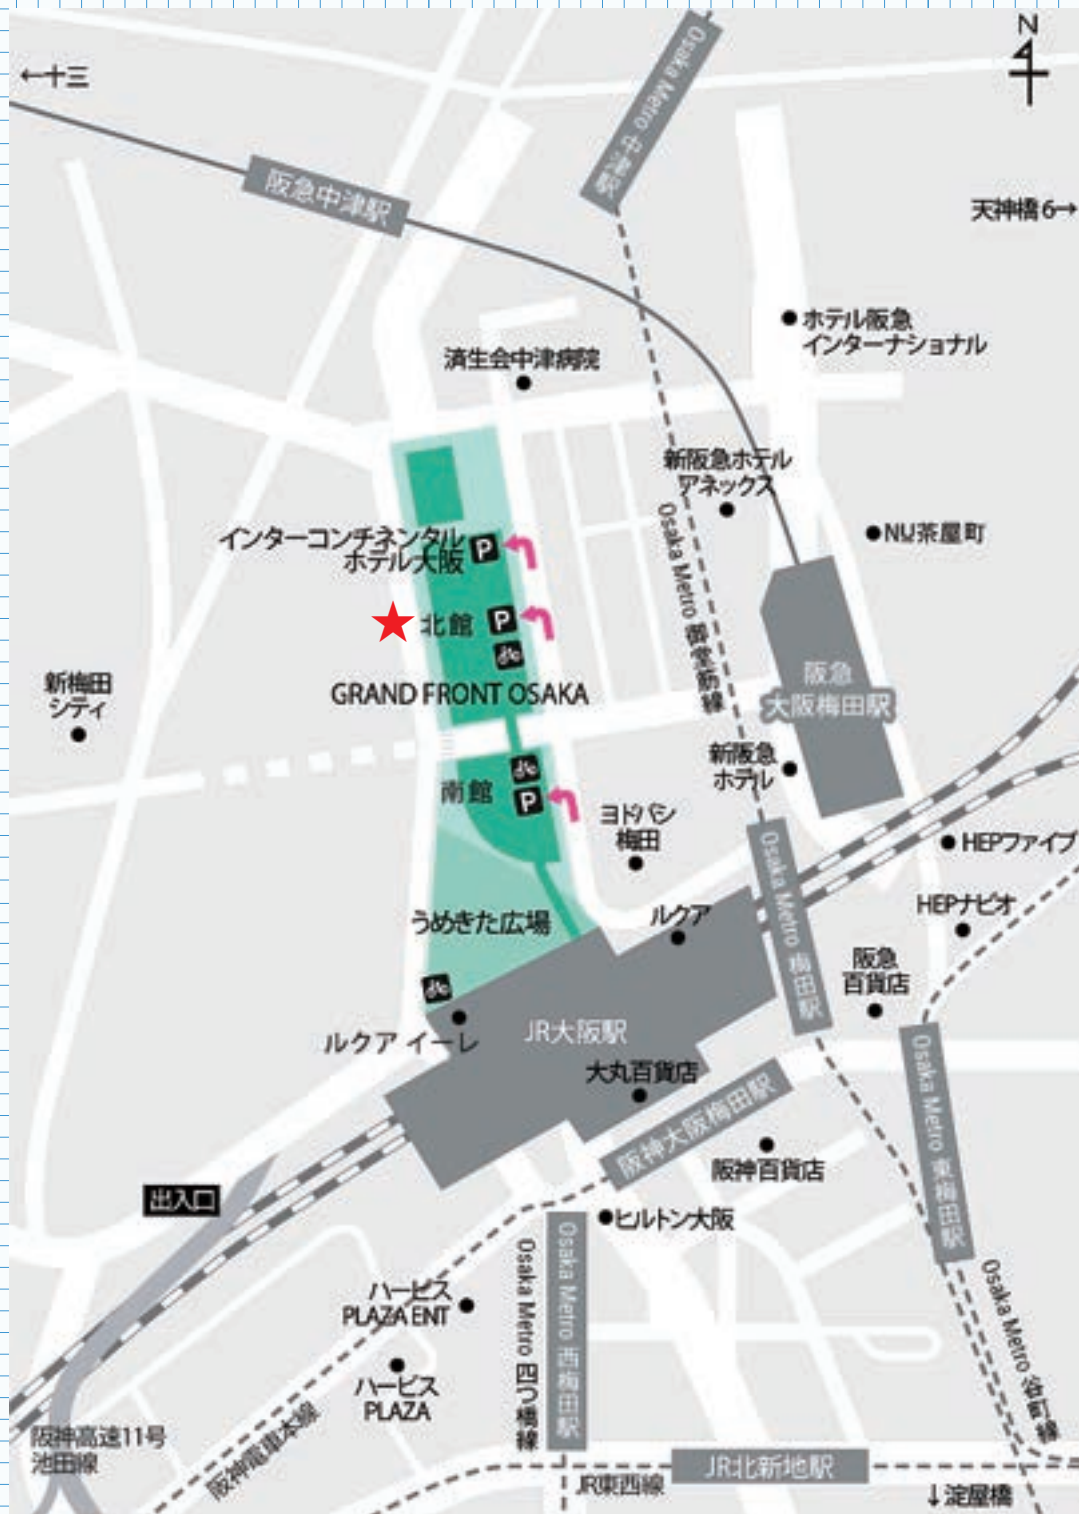 N
←十三
Osaka Metro 中津駅
阪急中津駅
天神橋6→
ホテル阪急
インターナショナル
済生会中津病院
新阪急ホテル
アネックス
Osaka Metro 御堂筋線
NU茶屋町
インターコンチネンタル
ホテル大阪
P
北館
P
GRAND FRONT OSAKA
新梅田
シティ
阪急
大阪梅田駅
新阪急
ホテル
南館
P
ヨドバシ
梅田
HEPファイブ
Osaka Metro 梅田駅
HEPナビオ
ルクア
うめきた広場
阪急
百貨店
JR大阪駅
ルクア イーレ
大丸百貨店
Osaka Metro 東梅田駅
阪神大阪梅田駅
阪神百貨店
出入口
ヒルトン大阪
Osaka Metro 四つ橋線
Osaka Metro 西梅田駅
ハービス
PLAZA ENT
Osaka Metro 谷町線
ハービス
PLAZA
阪神高速11号
池田線
阪神電車本線
JR北新地駅
JR東西線
↓淀屋橋